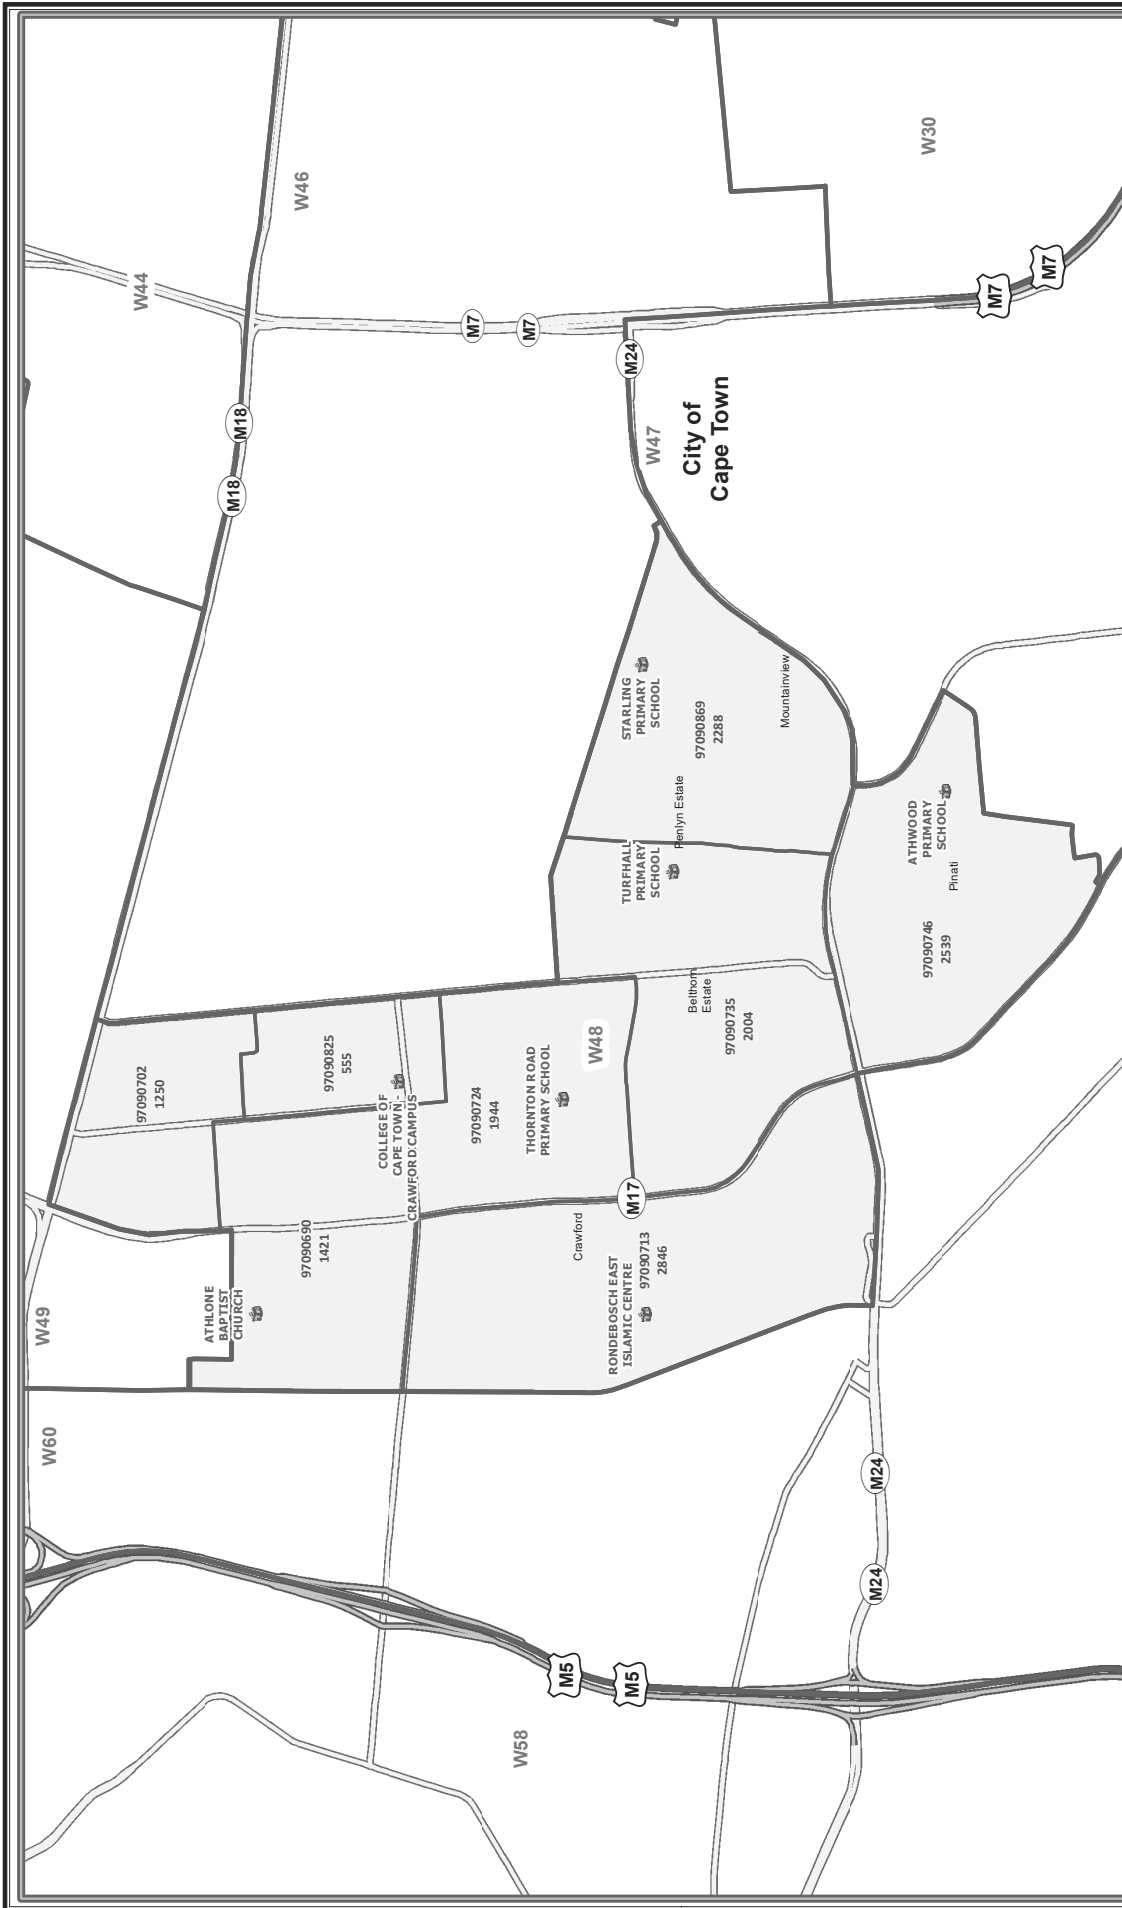 W60
W49
W44
97090702
1250
ATHLONE
BAPTIST
CHURCH
M18
M18
W46
97090690
1421
97090825
555
COLLEGE OF
CAPE TOWN -
CRAWFORD CAMPUS
M7
97090724
1944
W58
M7
THORNTON ROAD
PRIMARY SCHOOL
M5
Crawford
W48
RONDEBOSCH EAST
ISLAMIC CENTRE
M5
M17
97090713
2846
TURFHALL
PRIMARY
SCHOOL
STARLING
PRIMARY
SCHOOL
M24
W47
Penlyn Estate
City of
Cape Town
Belthorn
Estate
97090869
2288
97090735
2004
Mountainview
M24
M24
ATHWOOD
PRIMARY
SCHOOL
97090746
2539
W30
Pinati
M7
M7